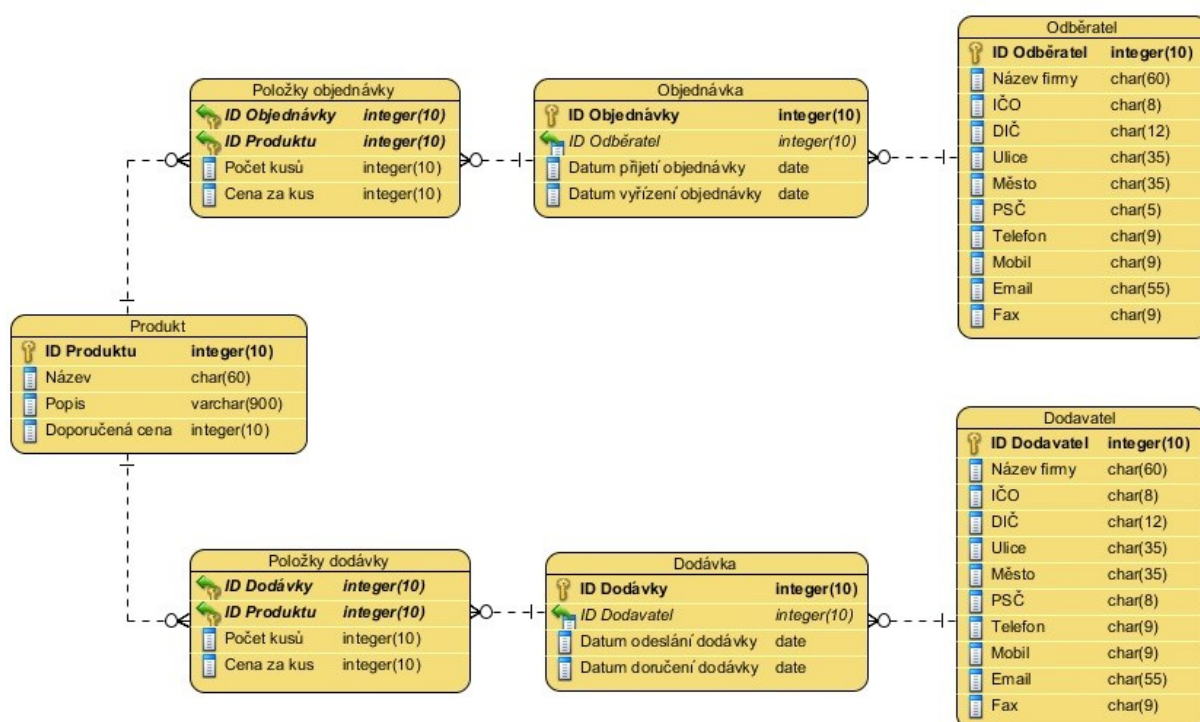 Odběratel
ID Odběratel integer(10)
Název firmy char(60)
IČO char(8)
DIČ char(12)
Ulice char(35)
Město char(35)
PSČ char(5)
Telefon char(9)
Mobil char(9)
Email char(55)
Fax char(9)
Položky objednávky
ID Objednávky integer(10)
ID Produktu integer(10)
Počet kusů integer(10)
Cena za kus integer(10)
Objednávka
ID Objednávky integer(10)
ID Odběratel integer(10)
Datum přijetí objednávky date
Datum vyřízení objednávky date
Produkt
ID Produktu integer(10)
Název char(60)
Popis varchar(900)
Doporučená cena integer(10)
Dodavatel
ID Dodavatel integer(10)
Název firmy char(60)
IČO char(8)
DIČ char(12)
Ulice char(35)
Město char(35)
PSČ char(8)
Telefon char(9)
Mobil char(9)
Email char(55)
Fax char(9)
Položky dodávky
ID Dodávky integer(10)
ID Produktu integer(10)
Počet kusů integer(10)
Cena za kus integer(10)
Dodávka
ID Dodávky integer(10)
ID Dodavatel integer(10)
Datum odeslání dodávky date
Datum doručení dodávky date